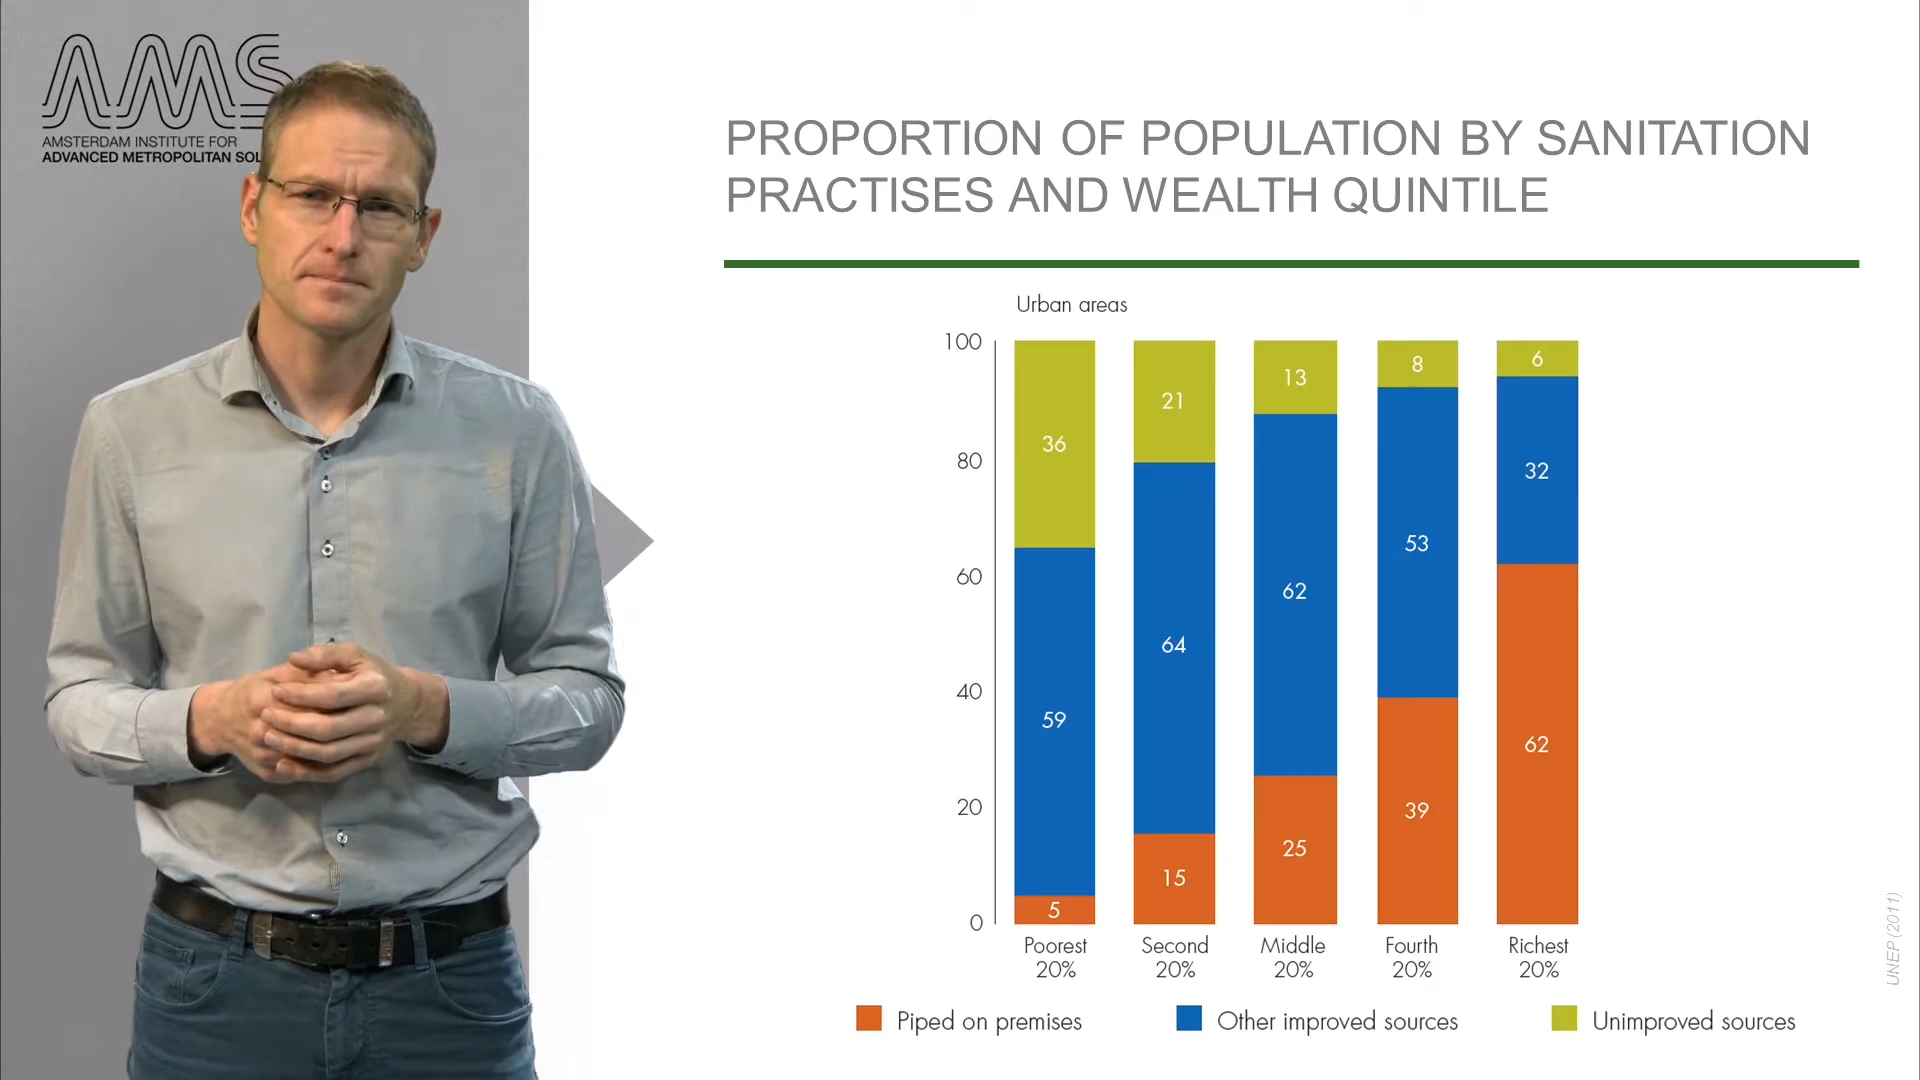 AMS
AMSTERDAM INSTITUTE FOR
ADVANCED METROPOLITAN SOL
PROPORTION OF POPULATION BY SANITATION
PRACTISES AND WEALTH QUINTILE
Urban areas
100
80
60
40
20
0
36
59
5
21
64
15
13
62
25
8
53
39
6
32
62
Poorest
20%
Second
20%
Middle
20%
Fourth
20%
Richest
20%
Piped on premises
Other improved sources
Unimproved sources
UNEP (2011)